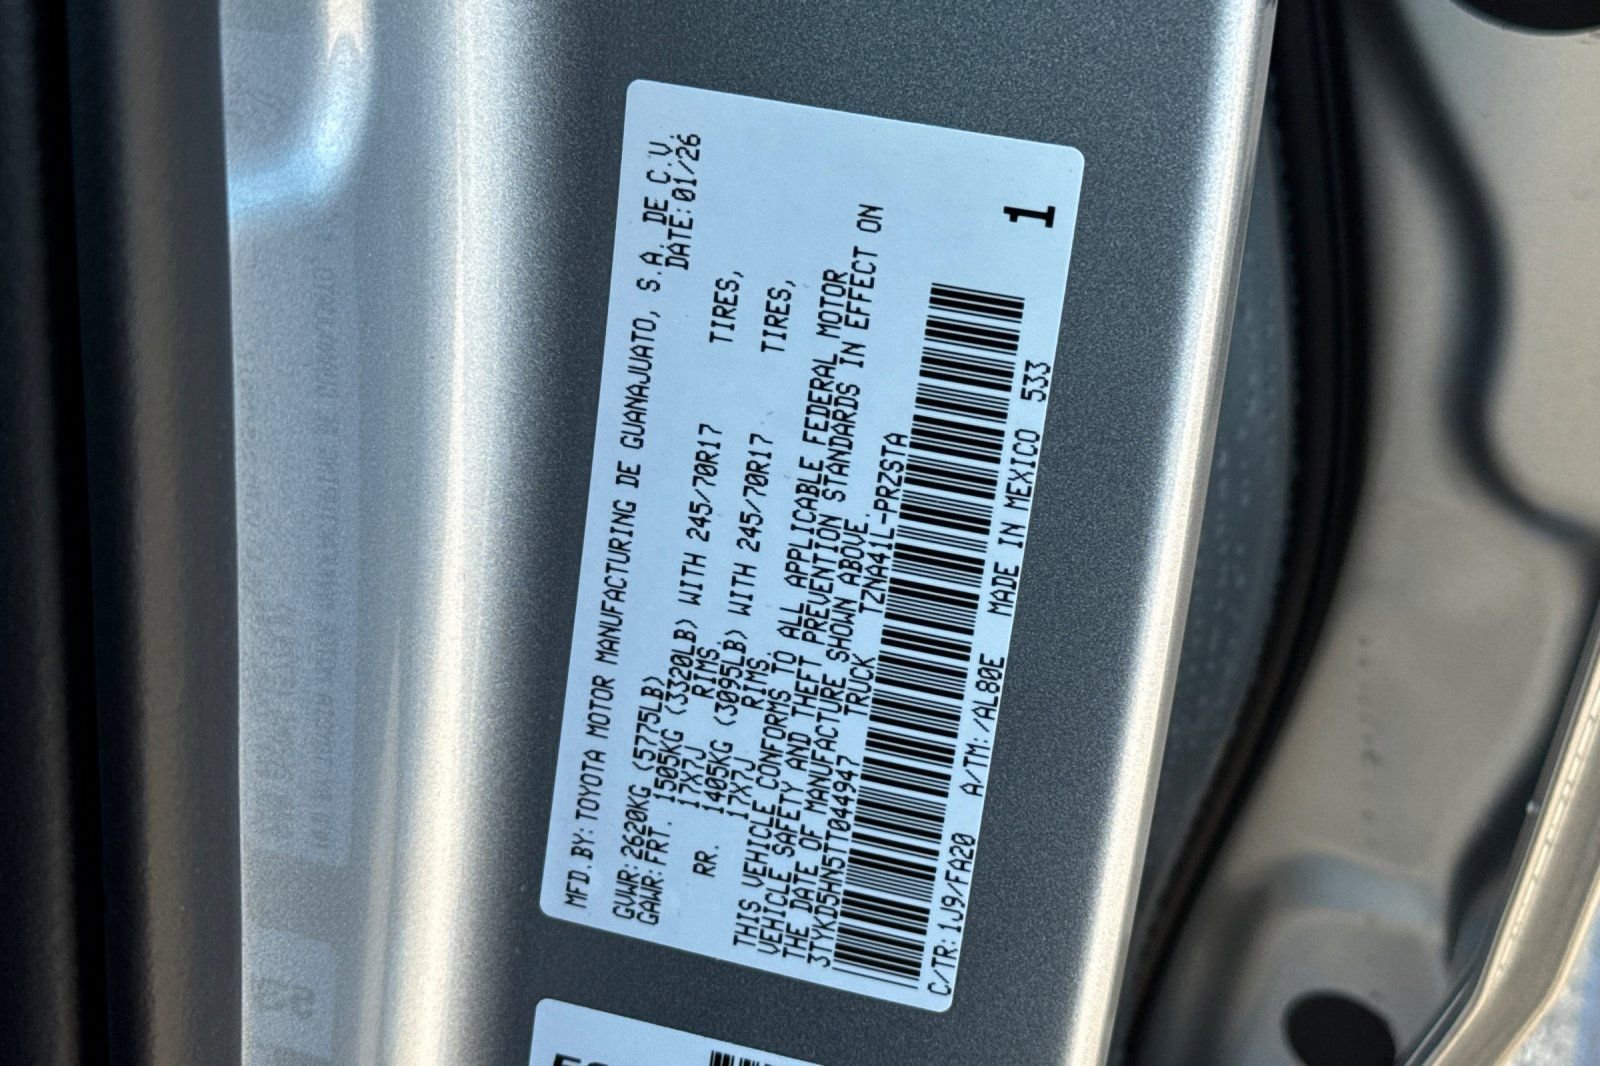 MFD.BY:TOYOTA MOTOR MANUFACTURING DE GUANAJUATO, S.A. DE C.V.
DATE:01/26
GVWR:2620KG (5775LB)
GAWR:FRT. 1505KG (3320LB) WITH 245/70R17 TIRES,
17X7J RIMS
RR. 1405KG (3095LB) WITH 245/70R17 TIRES,
17X7J RIMS
THIS VEHICLE CONFORMS TO ALL APPLICABLE FEDERAL MOTOR
VEHICLE SAFETY AND THEFT PREVENTION STANDARDS IN EFFECT ON
THE DATE OF MANUFACTURE SHOWN ABOVE.
3TYKD5HN5TT044947 TRUCK TZNA41L-PRZSTA
C/TR:1J9/FA20 A/TM:/AL80E MADE IN MEXICO 533
1